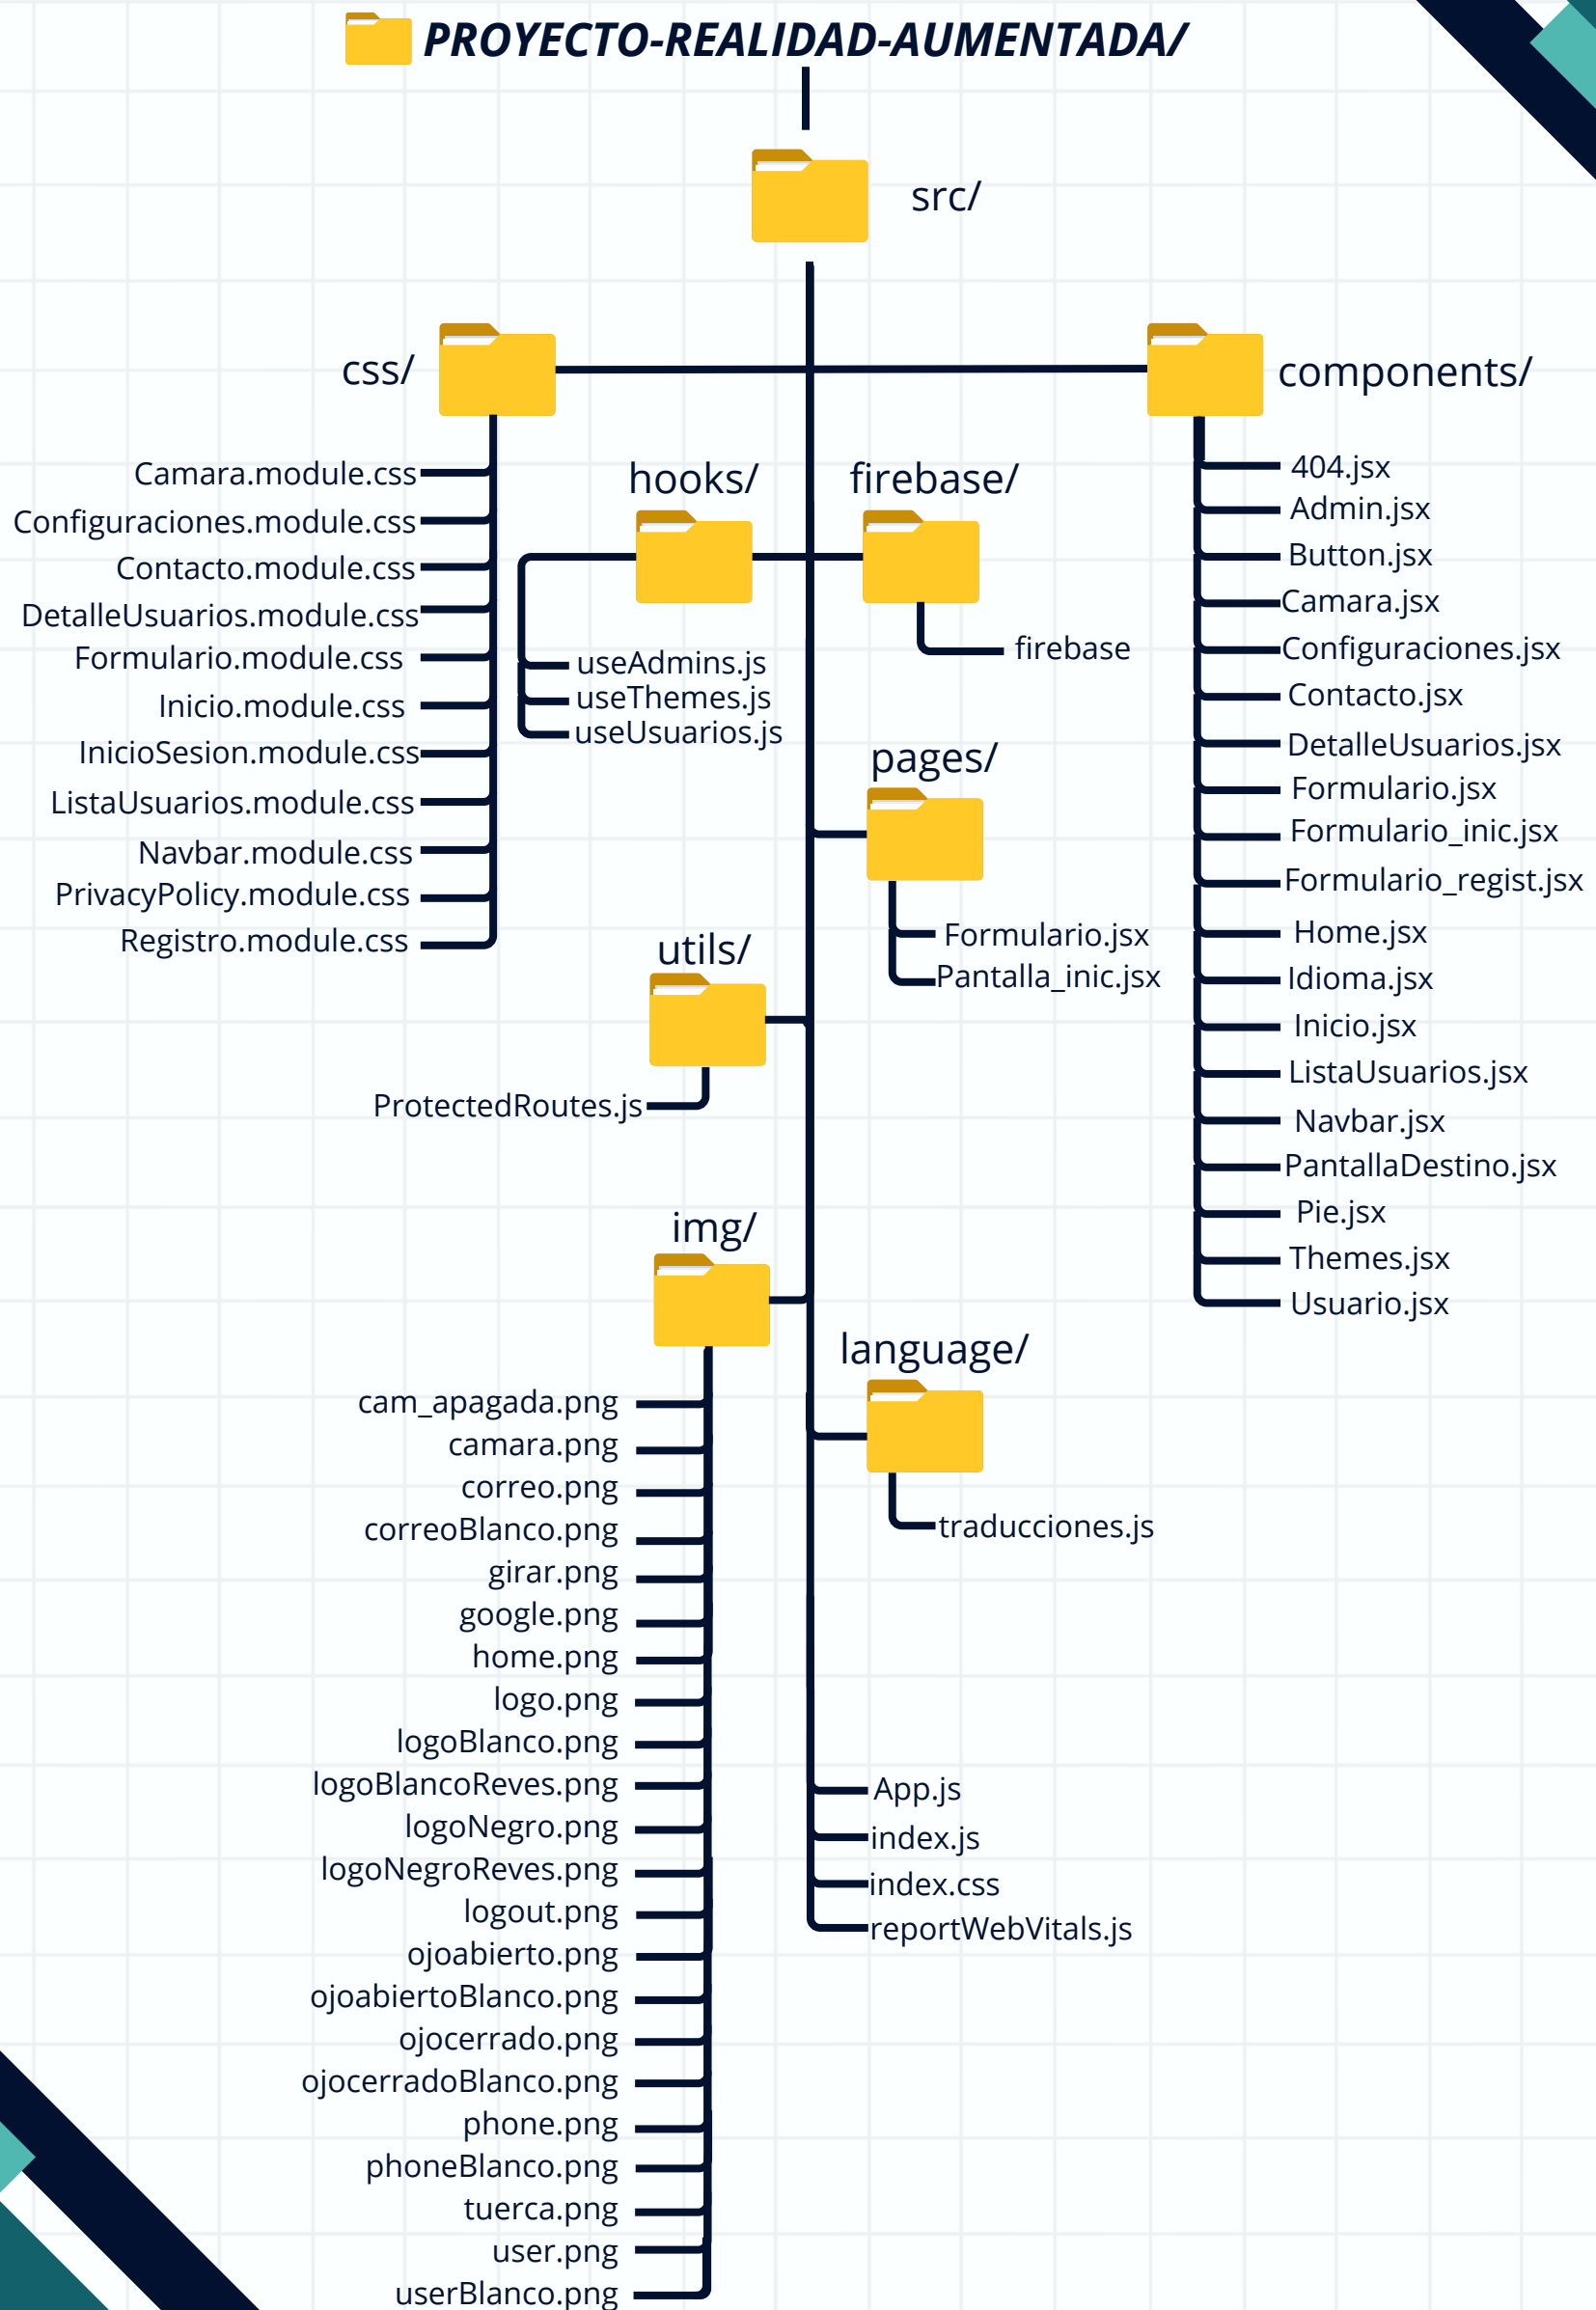 PROYECTO-REALIDAD-AUMENTADA/
src/
css/
Camara.module.css
Configuraciones.module.css
Contacto.module.css
DetalleUsuarios.module.css
Formulario.module.css
Inicio.module.css
InicioSesion.module.css
ListaUsuarios.module.css
Navbar.module.css
PrivacyPolicy.module.css
Registro.module.css
components/
404.jsx
Admin.jsx
Button.jsx
Camara.jsx
Configuraciones.jsx
Contacto.jsx
DetalleUsuarios.jsx
Formulario.jsx
Formulario_inic.jsx
Formulario_regist.jsx
Home.jsx
Idioma.jsx
Inicio.jsx
ListaUsuarios.jsx
Navbar.jsx
PantallaDestino.jsx
Pie.jsx
Themes.jsx
Usuario.jsx
hooks/
useAdmins.js
useThemes.js
useUsuarios.js
firebase/
firebase
pages/
Formulario.jsx
Pantalla_inic.jsx
utils/
ProtectedRoutes.js
img/
cam_apagada.png
camara.png
correo.png
correoBlanco.png
girar.png
google.png
home.png
logo.png
logoBlanco.png
logoBlancoReves.png
logoNegro.png
logoNegroReves.png
logout.png
ojoabierto.png
ojoabiertoBlanco.png
ojocerrado.png
ojocerradoBlanco.png
phone.png
phoneBlanco.png
tuerca.png
user.png
userBlanco.png
language/
traducciones.js
App.js
index.js
index.css
reportWebVitals.js